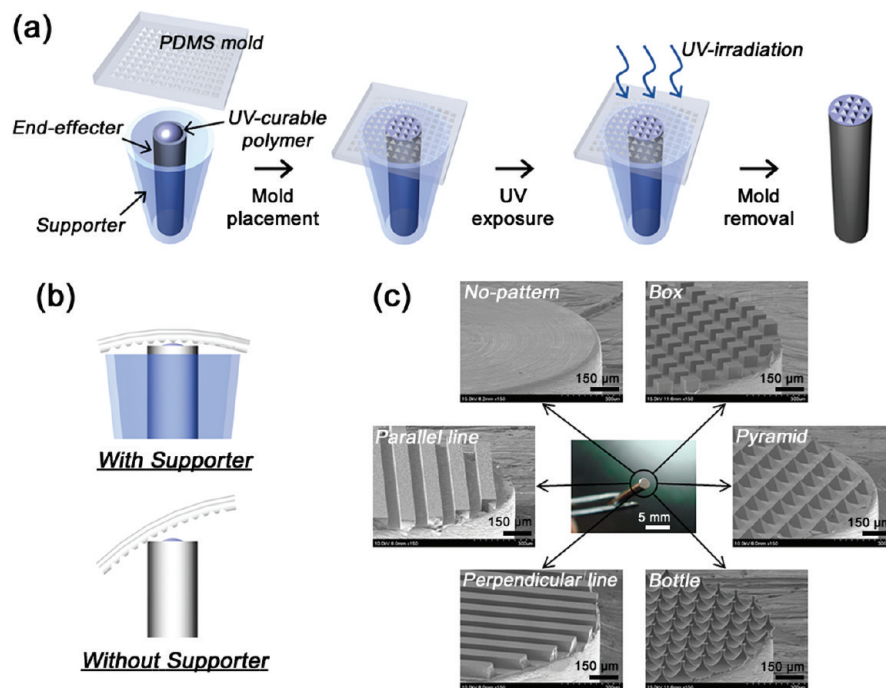 (a)
PDMS mold
End-effecter
UV-curable
polymer
Supporter
Mold
placement
UV
exposure
UV-irradiation
Mold
removal
(b)
With Supporter
Without Supporter
(c)
No-pattern
150 μm
Box
150 μm
Parallel line
150 μm
5 mm
Pyramid
150 μm
Perpendicular line
150 μm
Bottle
150 μm